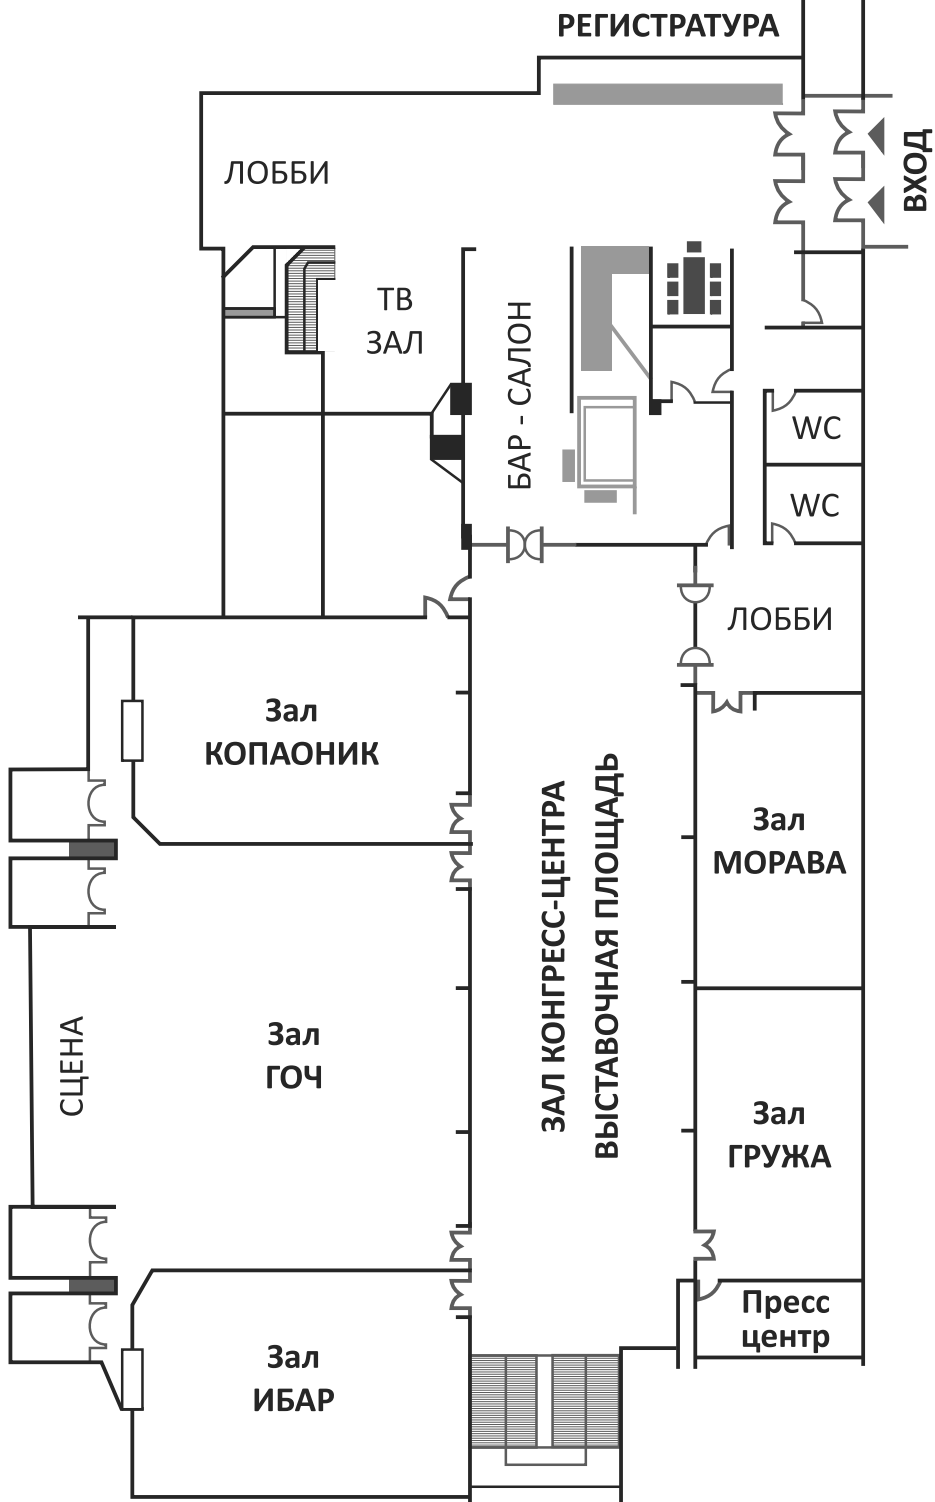 РЕГИСТРАТУРА
ВХОД
ЛОББИ
ТВ
ЗАЛ
БАР - САЛОН
WC
WC
ЛОББИ
Зал
КОПАОНИК
ЗАЛ КОНГРЕСС-ЦЕНТРА
ВЫСТАВОЧНАЯ ПЛОЩАДЬ
Зал
МОРАВА
СЦЕНА
Зал
ГОЧ
Зал
ГРУЖА
Пресс
центр
Зал
ИБАР